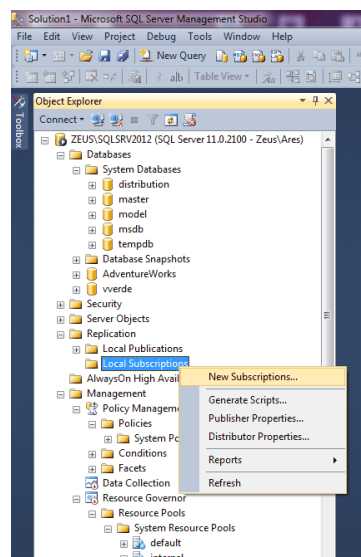 Solution1 - Microsoft SQL Server Management Studio
File Edit View Debug Tools Window Help
New Query
alb Table View
Object Explorer
Toolbox
Connect
ZEUS\SQLSRV2012 (SQL Server 11.0.2100 - Zeus\Ares)
Databases
System Databases
distribution
master
model
msdb
tempdb
Database Snapshots
AdventureWorks
vverde
Security
Server Objects
Replication
Local Publications
Local Subscriptions
New Subscriptions...
AlwaysOn High Avail
Management
Generate Scripts...
Policy Manageme
Publisher Properties...
Policies
Distributor Properties...
System Po
Conditions
Reports
Facets
Data Collection
Refresh
Resource Governor
Resource Pools
System Resource Pools
default
internal